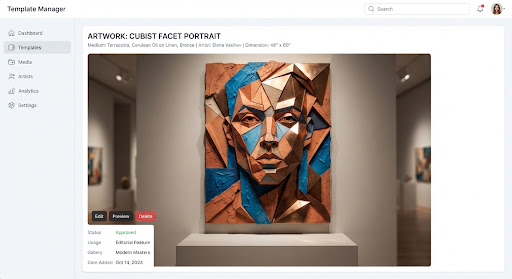 Template Manager
Search
Dashboard
Templates
Media
Artists
Analytics
Settings
ARTWORK: CUBIST FACET PORTRAIT
Medium: Terracotta, Cerulean Oil on Linen, Bronze | Artist: Elena Vasiliev | Dimension: 48" x 60"
Edit Preview Delete
Status Approved
Usage Editorial Feature
Gallery Modern Masters
Date Added Oct 14, 2023